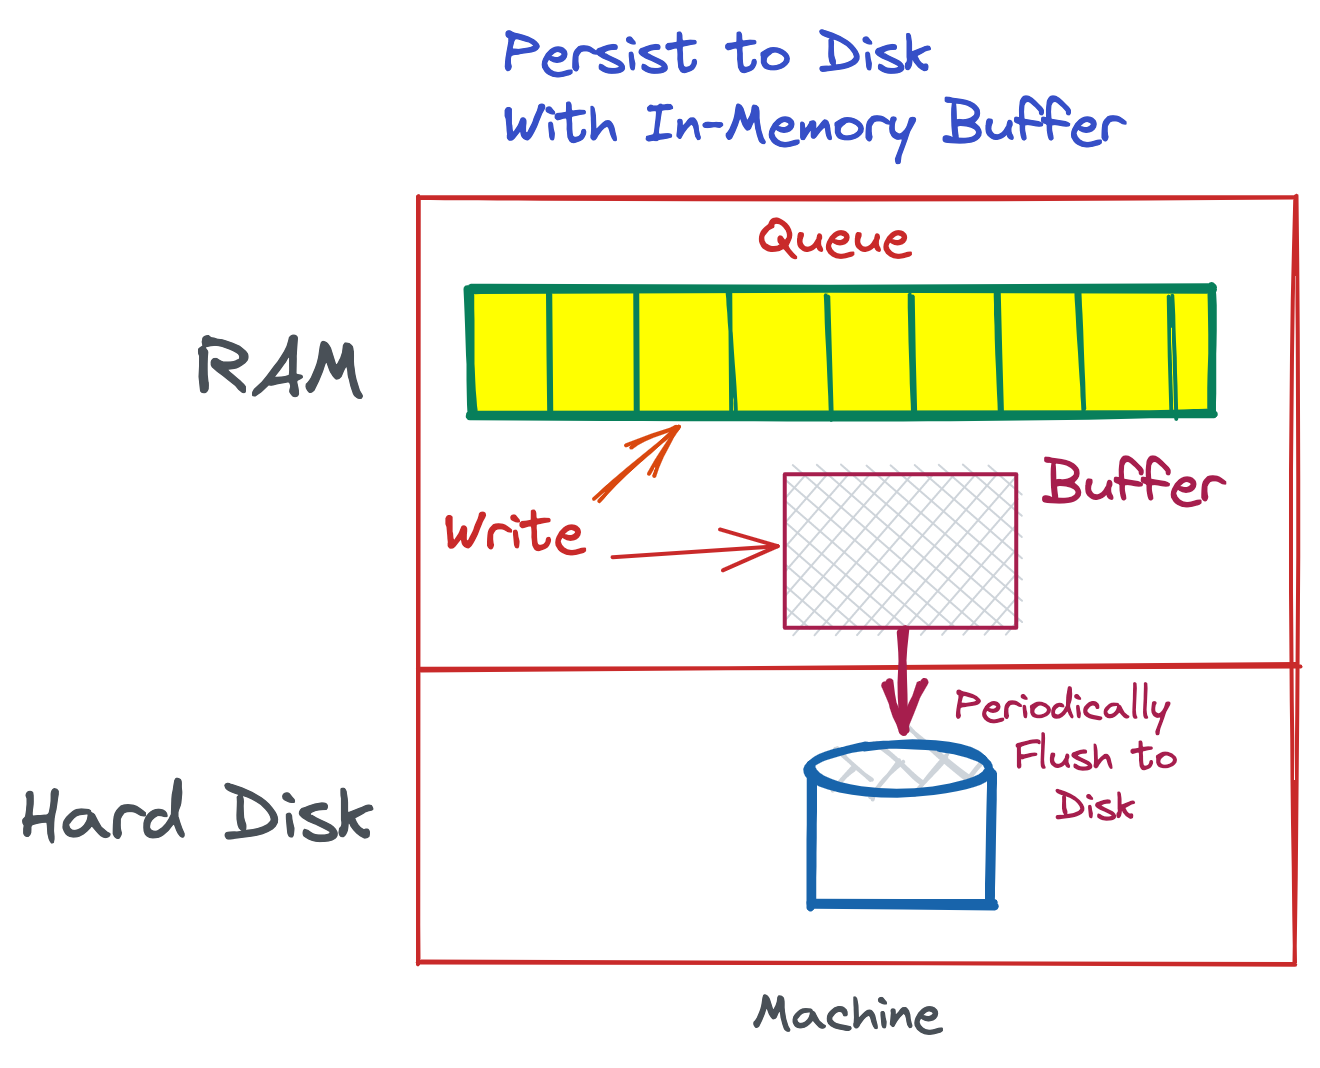 Persist to Disk
With In-Memory Buffer
Queue
RAM
Buffer
Write
Periodically
Flush to
Disk
Hard Disk
Machine